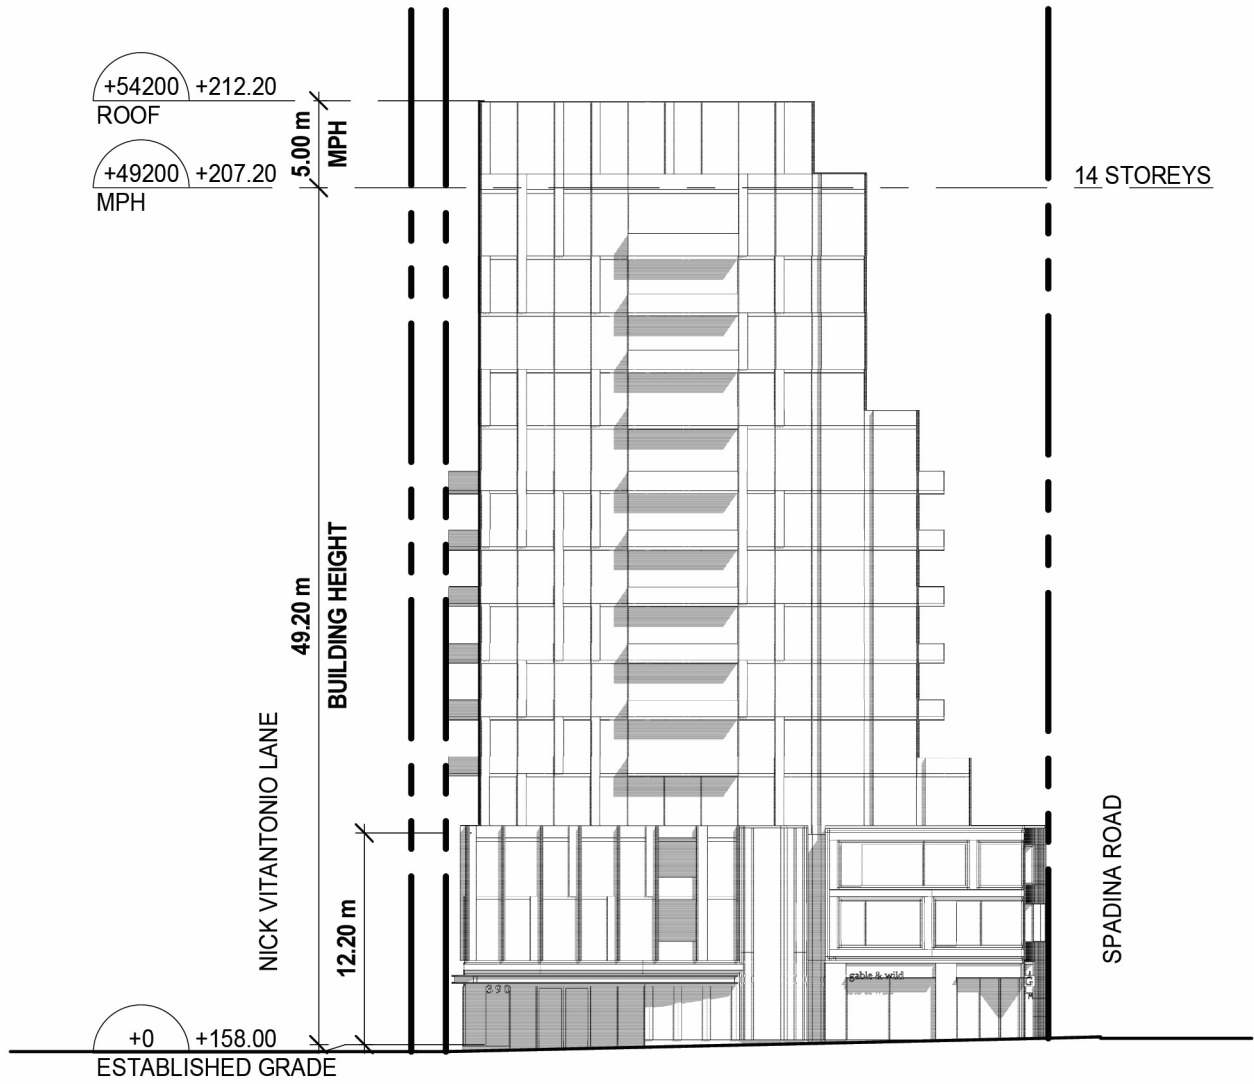 +54200 +212.20
ROOF
5.00 m
MPH
+49200 +207.20
MPH
14 STOREYS
49.20 m
BUILDING HEIGHT
NICK VITANTONIO LANE
12.20 m
SPADINA ROAD
gable & wild
390
+0 +158.00
ESTABLISHED GRADE